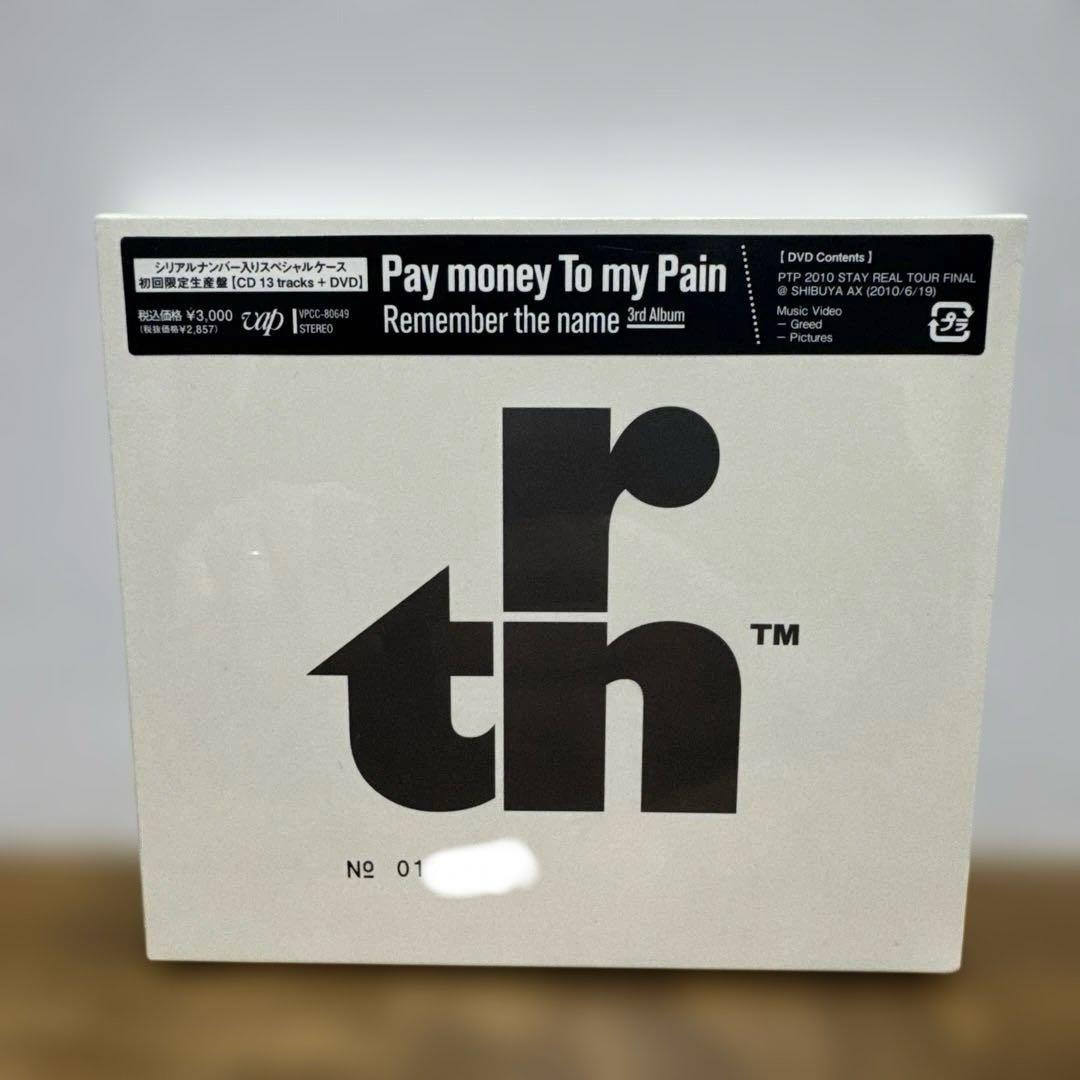 シリアルナンバー入りスペシャルケース
初回限定生産盤【CD 13 tracks + DVD】
税込価格 ¥3,000
(税抜価格¥2,857)
vap
VPCC-80649
STEREO
Pay money To my Pain
Remember the name 3rd Album
【 DVD Contents 】
PTP 2010 STAY REAL TOUR FINAL
@ SHIBUYA AX (2010/6/19)
Music Video
– Greed
– Pictures
プラ
r
tn
TM
Nº 01